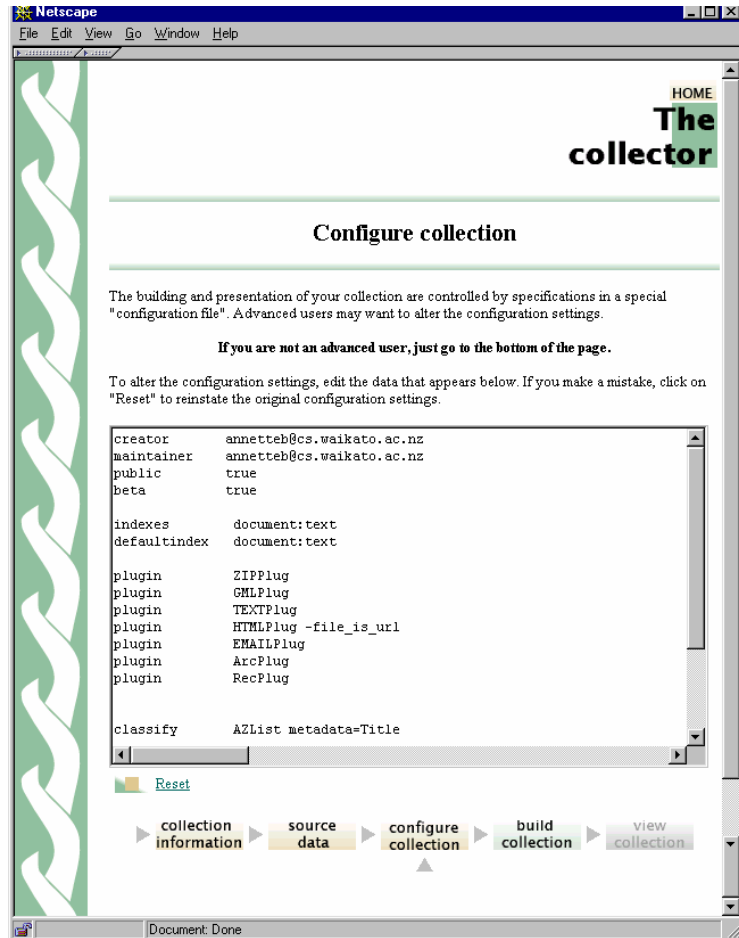 Netscape
File Edit View Go Window Help
HOME
The
collector
Configure collection
The building and presentation of your collection are controlled by specifications in a special
"configuration file". Advanced users may want to alter the configuration settings.
If you are not an advanced user, just go to the bottom of the page.
To alter the configuration settings, edit the data that appears below. If you make a mistake, click on
"Reset" to reinstate the original configuration settings.
creator annetteb@cs.waikato.ac.nz
maintainer annetteb@cs.waikato.ac.nz
public true
beta true
indexes document:text
defaultindex document:text
plugin ZIPPlug
plugin GMLPlug
plugin TEXTPlug
plugin HTMLPlug -file_is_url
plugin EMAILPlug
plugin ArcPlug
plugin RecPlug
classify AZList metadata=Title
Reset
collection information
source data
configure collection
build collection
view collection
Document: Done